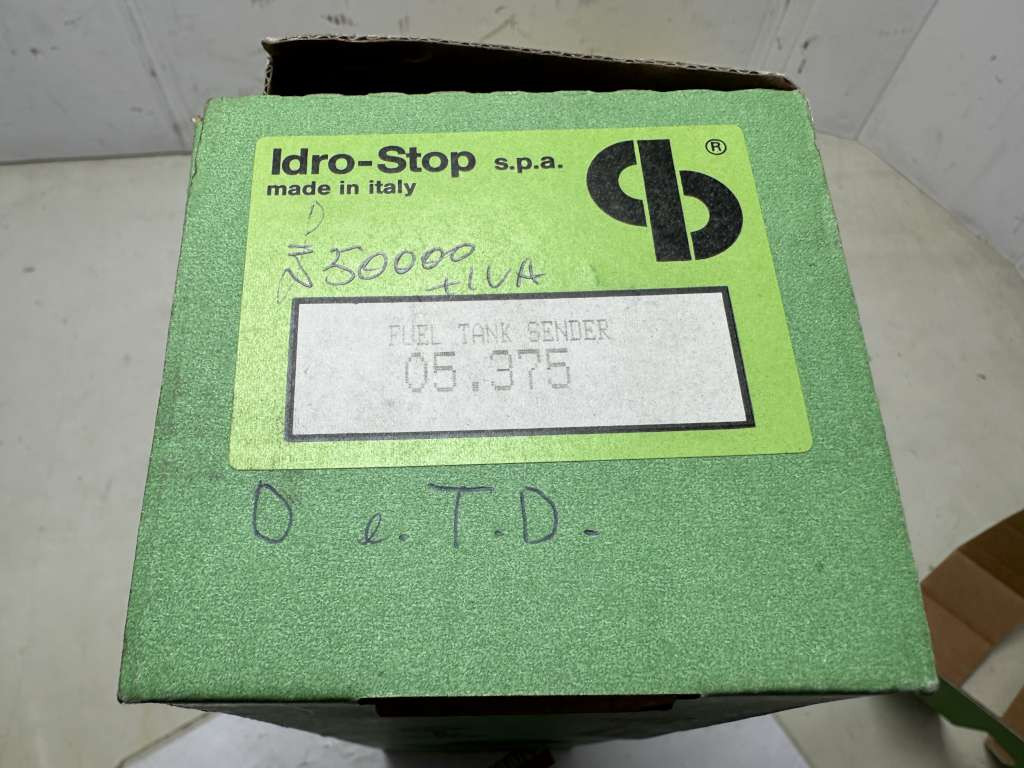 Idro-Stop s.p.a.
®
made in italy
50000
+IVA
FUEL TANK SENDER
05.375
D e. T.D.